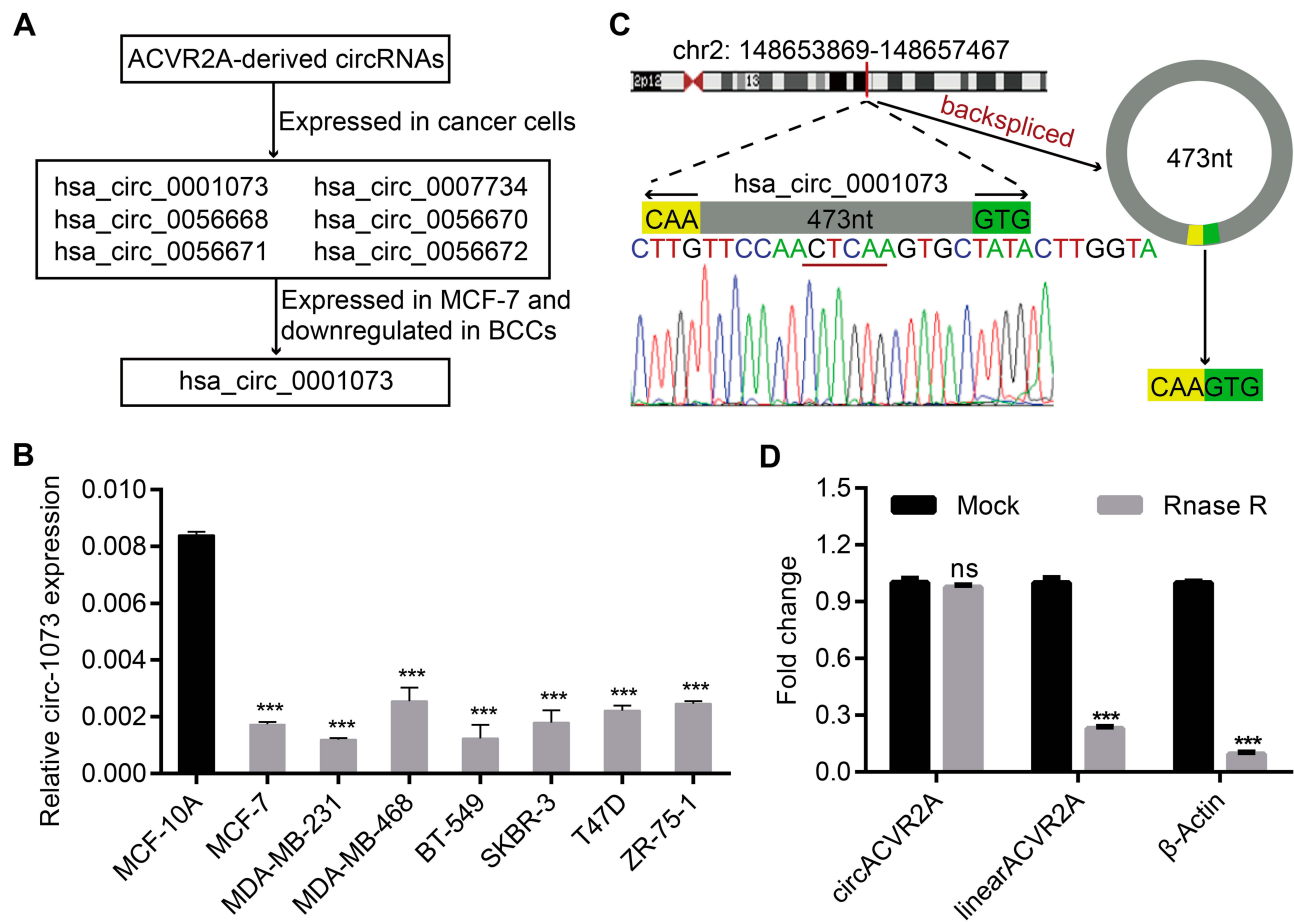 A
ACVR2A-derived circRNAs
Expressed in cancer cells
hsa_circ_0001073 hsa_circ_0007734
hsa_circ_0056668 hsa_circ_0056670
hsa_circ_0056671 hsa_circ_0056672
Expressed in MCF-7 and
downregulated in BCCs
hsa_circ_0001073
C
chr2: 148653869-148657467
2p12 13
backspliced
473nt
hsa_circ_0001073
CAA 473nt GTG
CTTGTTCCAACTCAAGTGCTATACTTGGTA
CAAGTG
B
Relative circ-1073 expression
0.010
0.008
0.006
0.004
0.002
0.000
*** *** *** *** *** *** ***
MCF-10A MCF-7 MDA-MB-231 MDA-MB-468 BT-549 SKBR-3 T47D ZR-75-1
D
Fold change
1.5
1.2
0.9
0.6
0.3
0.0
Mock Rnase R
ns *** ***
circACVR2A linearACVR2A β-Actin